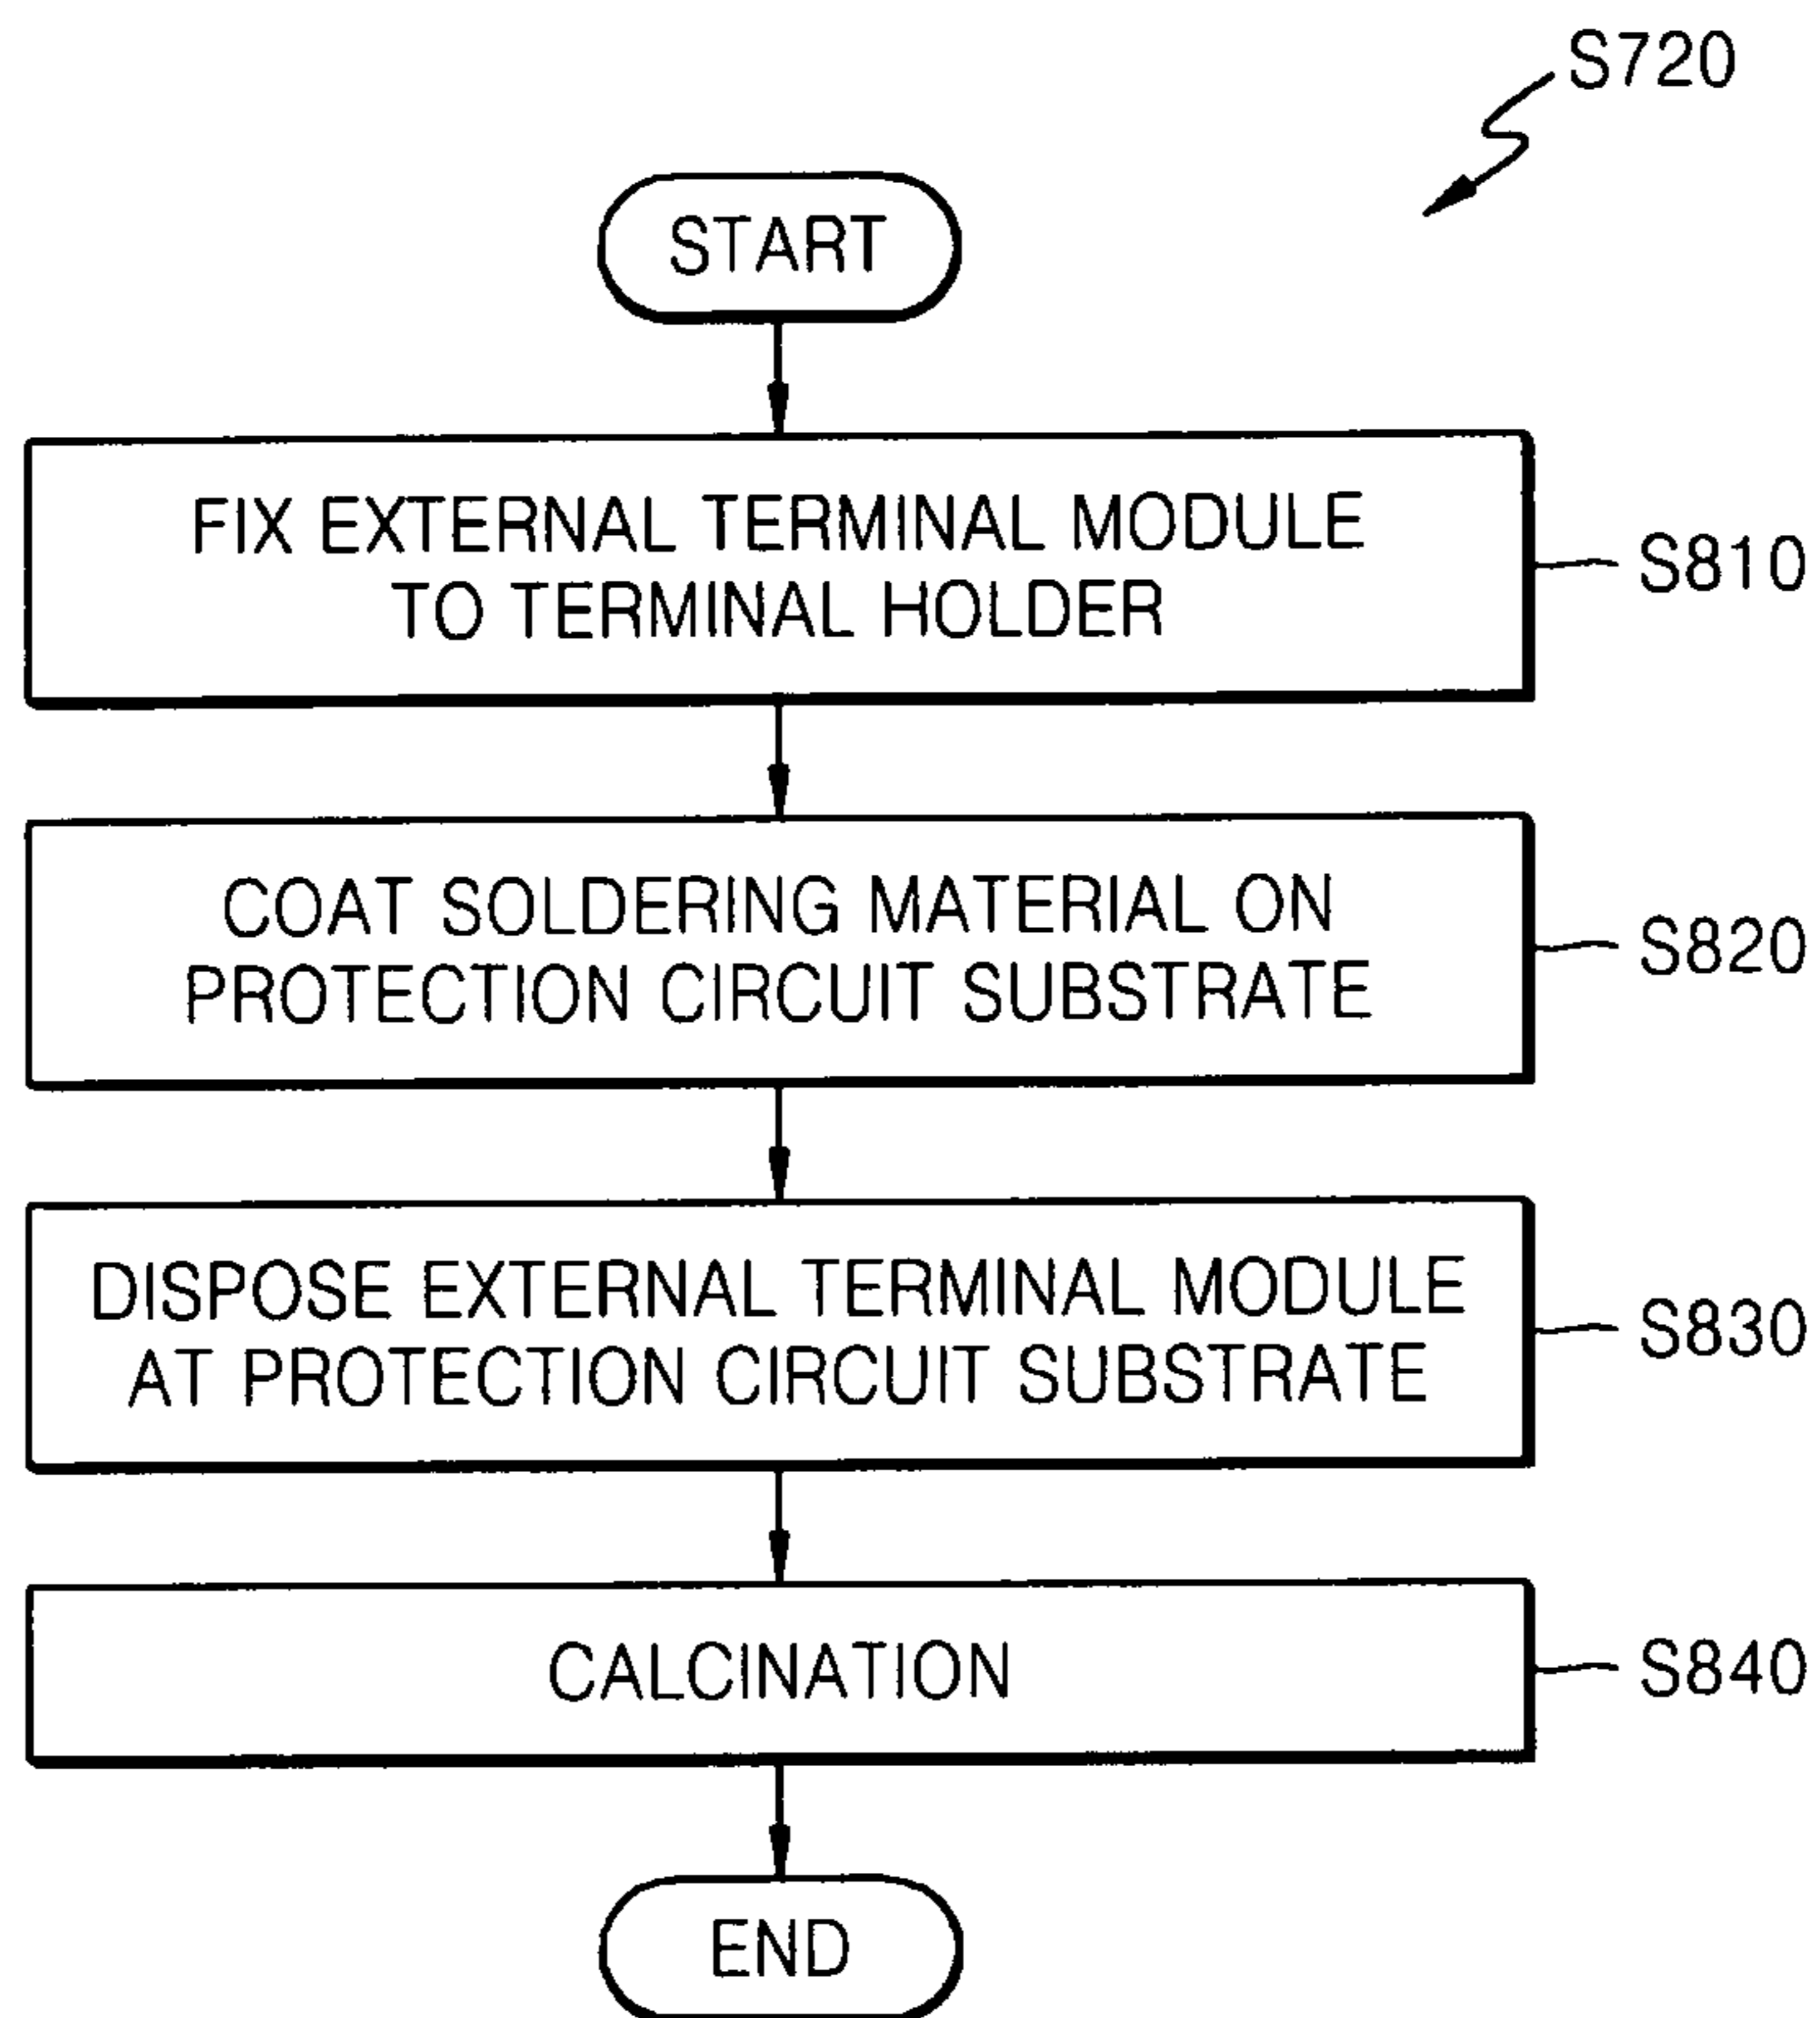 S720
START
FIX EXTERNAL TERMINAL MODULE
TO TERMINAL HOLDER
S810
COAT SOLDERING MATERIAL ON
PROTECTION CIRCUIT SUBSTRATE
S820
DISPOSE EXTERNAL TERMINAL MODULE
AT PROTECTION CIRCUIT SUBSTRATE
S830
CALCINATION
S840
END